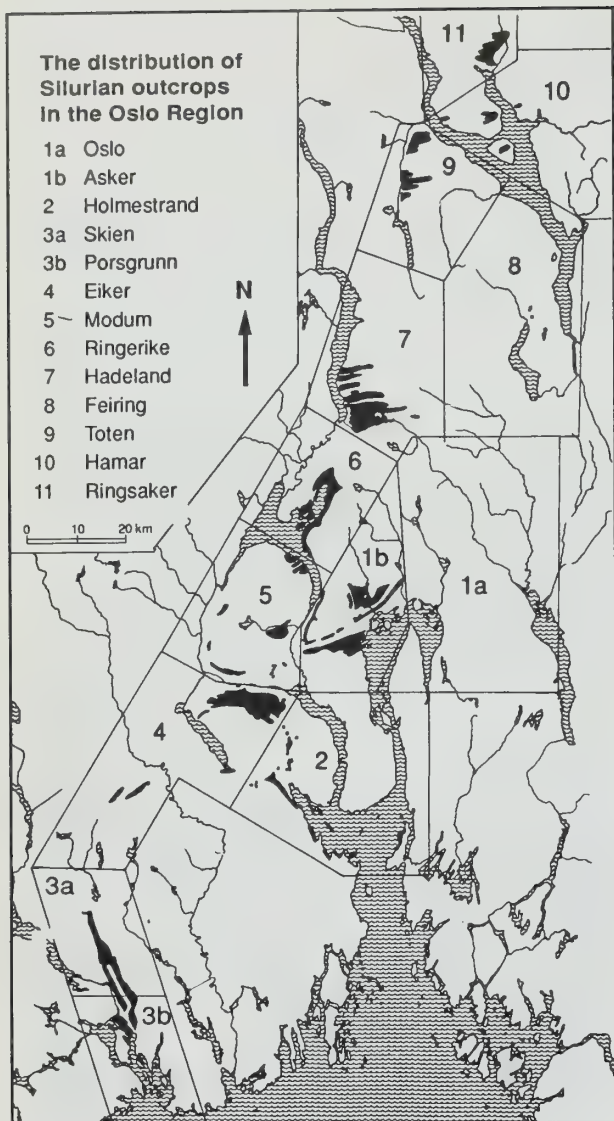 The distribution of
Silurian outcrops
in the Oslo Region
1a Oslo
1b Asker
2 Holmestrand
3a Skien
3b Porsgrunn
4 Eiker
5 Modum
6 Ringerike
7 Hadeland
8 Feiring
9 Toten
10 Hamar
11 Ringsaker
N
0 10 20 km
11
10
9
8
7
6
1b
1a
5
4
2
3a
3b